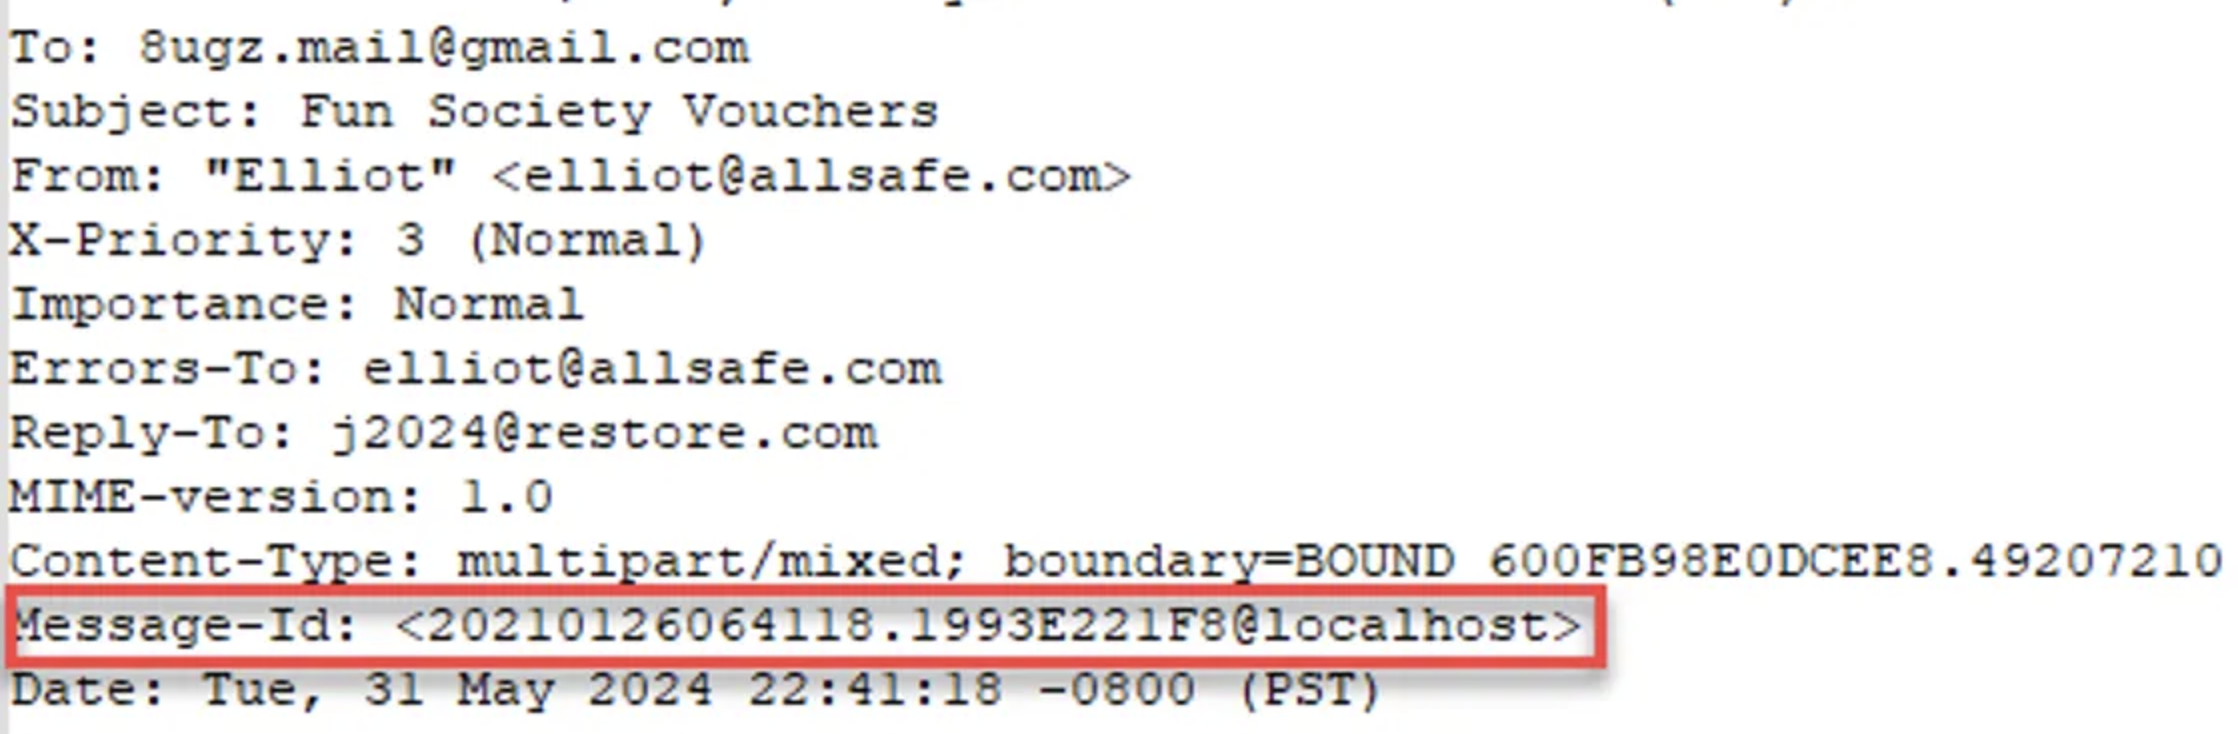 To: 8ugz.mail@gmail.com
Subject: Fun Society Vouchers
From: "Elliot" <elliot@allsafe.com>
X-Priority: 3 (Normal)
Importance: Normal
Errors-To: elliot@allsafe.com
Reply-To: j2024@restore.com
MIME-version: 1.0
Content-Type: multipart/mixed; boundary=BOUND 600FB98E0DCEE8.49207210
Message-Id: <20210126064118.1993E221F8@localhost>
Date: Tue, 31 May 2024 22:41:18 -0800 (PST)